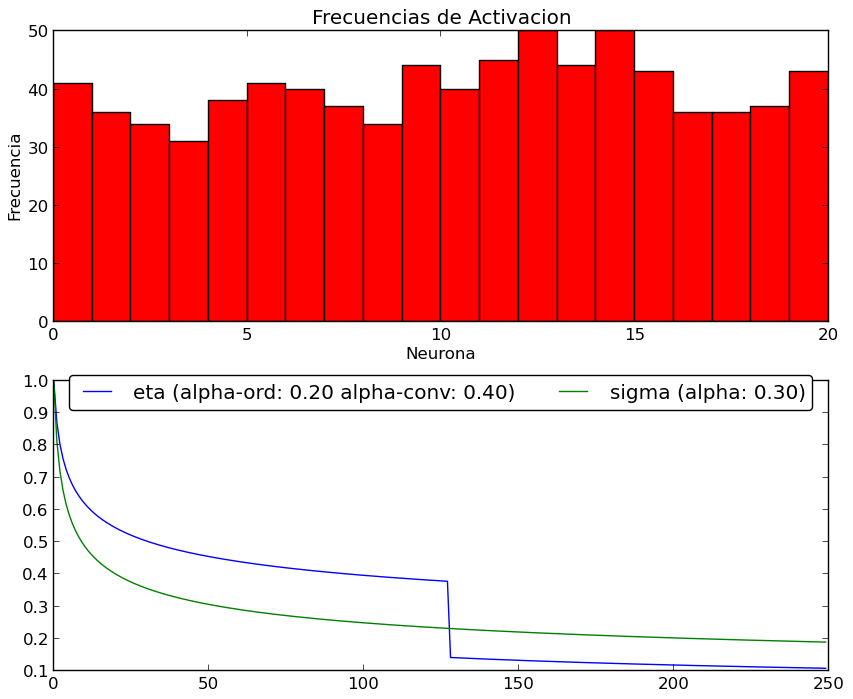 Frecuencias de Activacion
50
40
30
20
10
0
Frecuencia
0 5 10 15 20
Neurona
eta (alpha-ord: 0.20 alpha-conv: 0.40) sigma (alpha: 0.30)
1.0
0.9
0.8
0.7
0.6
0.5
0.4
0.3
0.2
0.1
0 50 100 150 200 250